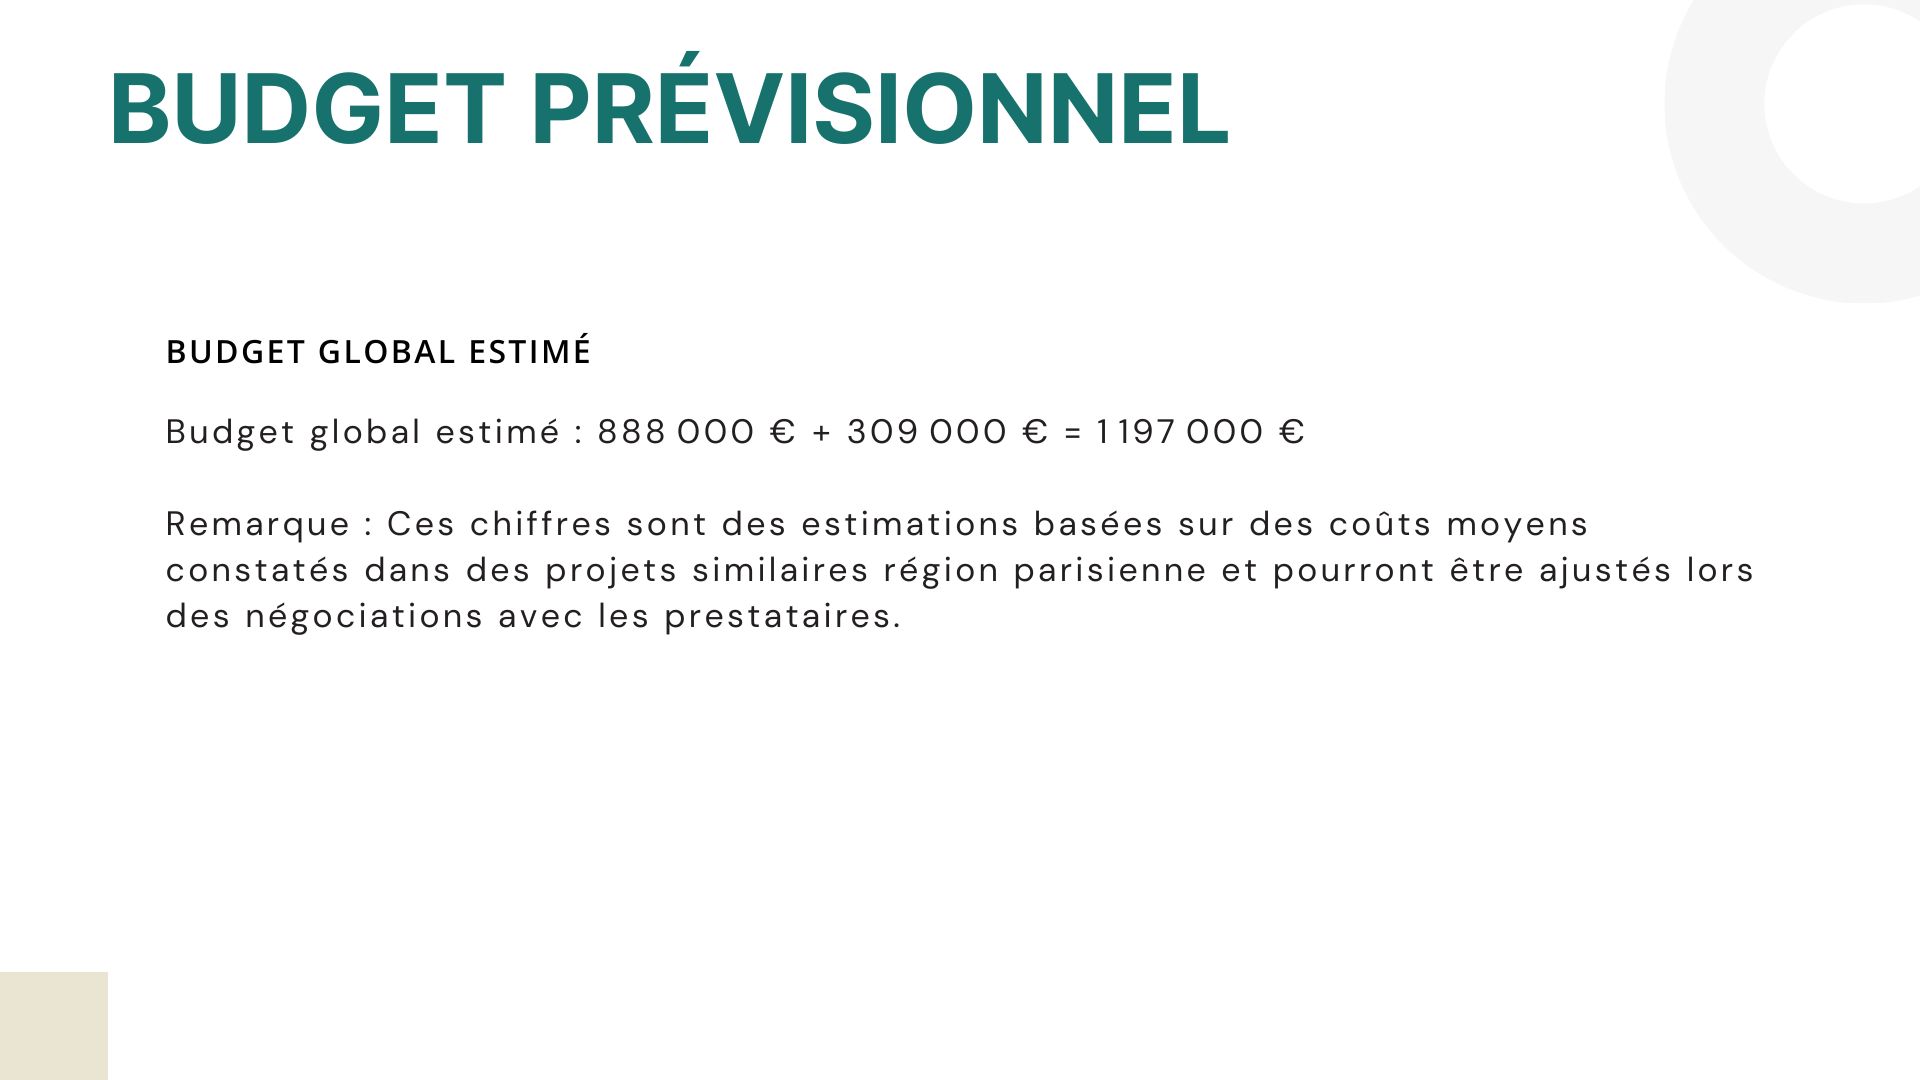 BUDGET PRÉVISIONNEL
BUDGET GLOBAL ESTIMÉ
Budget global estimé : 888 000 € + 309 000 € = 1 197 000 €
Remarque : Ces chiffres sont des estimations basées sur des coûts moyens
constatés dans des projets similaires région parisienne et pourront être ajustés lors
des négociations avec les prestataires.